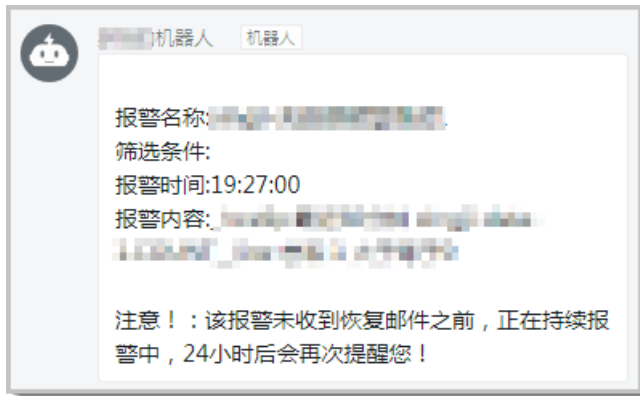 的机器人 机器人
报警名称:
筛选条件:
报警时间:19:27:00
报警内容:
注意！：该报警未收到恢复邮件之前，正在持续报
警中，24小时后会再次提醒您！